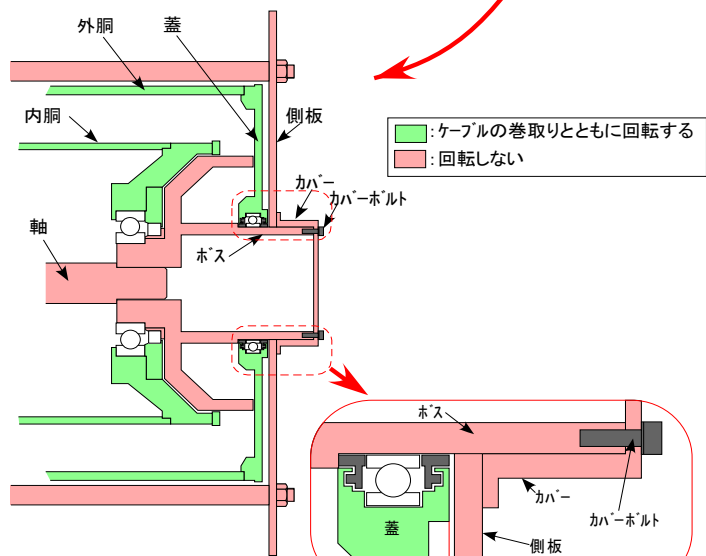 外胴
蓋
内胴
側板
:ケーブルの巻取りとともに回転する
:回転しない
カバー
カバーボルト
軸
ボス
ボス
カバー
カバーボルト
蓋
側板